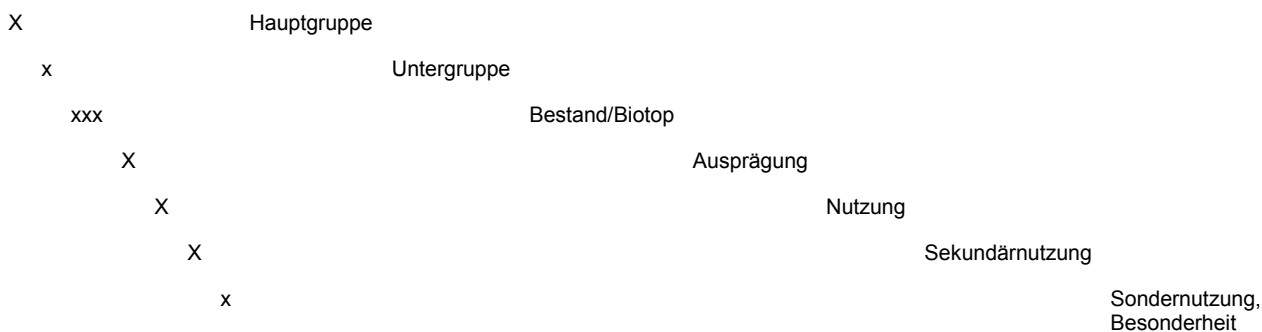 X Hauptgruppe
x Untergruppe
xxx Bestand/Biotop
X Ausprägung
X Nutzung
X Sekundärnutzung
x Sondernutzung,
Besonderheit